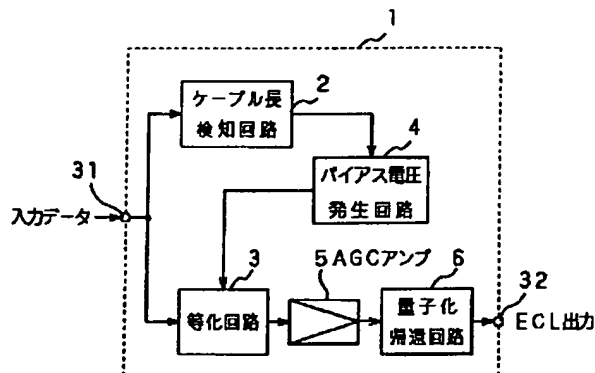 1
ケーブル長
検知回路
2
4
バイアス電圧
発生回路
31
入力データ
3
等化回路
5 AGCアンプ
6
量子化
帰還回路
32
ECL出力